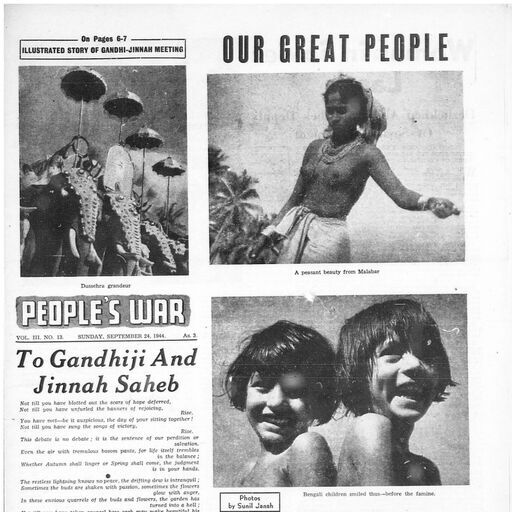 On Pages 6-7
ILLUSTRATED STORY OF GANDHI-JINNAH MEETING
OUR GREAT PEOPLE
Dussehra grandeur
A peasant beauty from Malabar
PEOPLE'S WAR
VOL. III. NO. 13. SUNDAY, SEPTEMBER 24, 1944. As. 2.
To Gandhiji And
Jinnah Saheb
Not till you have blotted out the scars of hope deferred,
Not till you have unfurled the banners of rejoicing,
Rise.
You have met—be it auspicious, the day of your sitting together!
Not till you have sung the songs of victory,
Rise.
This debate is no debate; it is the sentence of our perdition or
salvation.
Even the air with tremulous bosom pants, for life itself trembles
in the balance;
Whether Autumn shall linger or Spring shall come, the judgment
is in your hands.
The restless lightning knows no peace, the drifting dew is intranquil;
Sometimes the buds are shaken with passion, sometimes the flowers
glow with anger,
In these envious quarrels of the buds and flowers, the garden has
turned into a hell;
Photos
by Sunil Janah
Bengali children smiled thus—before the famine.